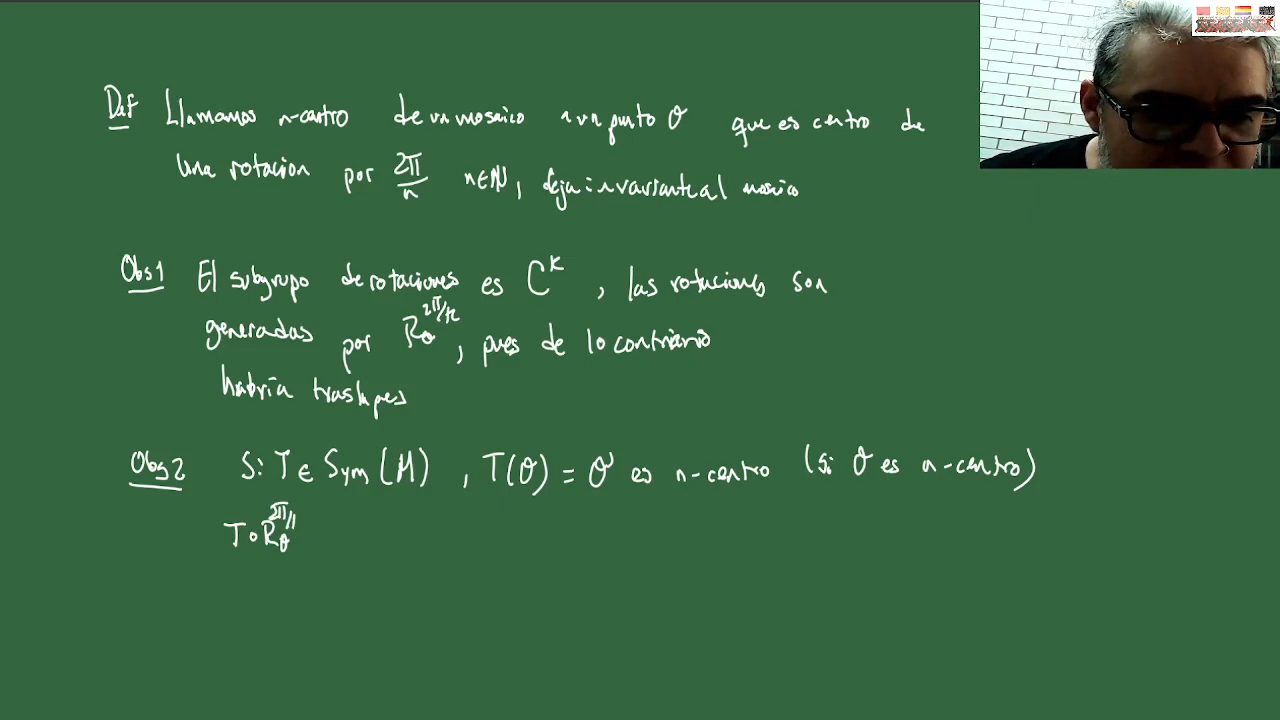 Def Llamamos n-centro de un mosaico a un punto θ que es centro de
una rotación por 2π/n n∈ℕ, deja invariante al mosaico
Obs1 El subgrupo de rotaciones es C^k, las rotaciones son
generadas por R_θ^{2π/k}, pues de lo contrario
habría traslapes
Obs2 Si T∈Sym(M), T(θ) = θ' es n-centro (si θ es n-centro)
T∘R_θ^{2π/}